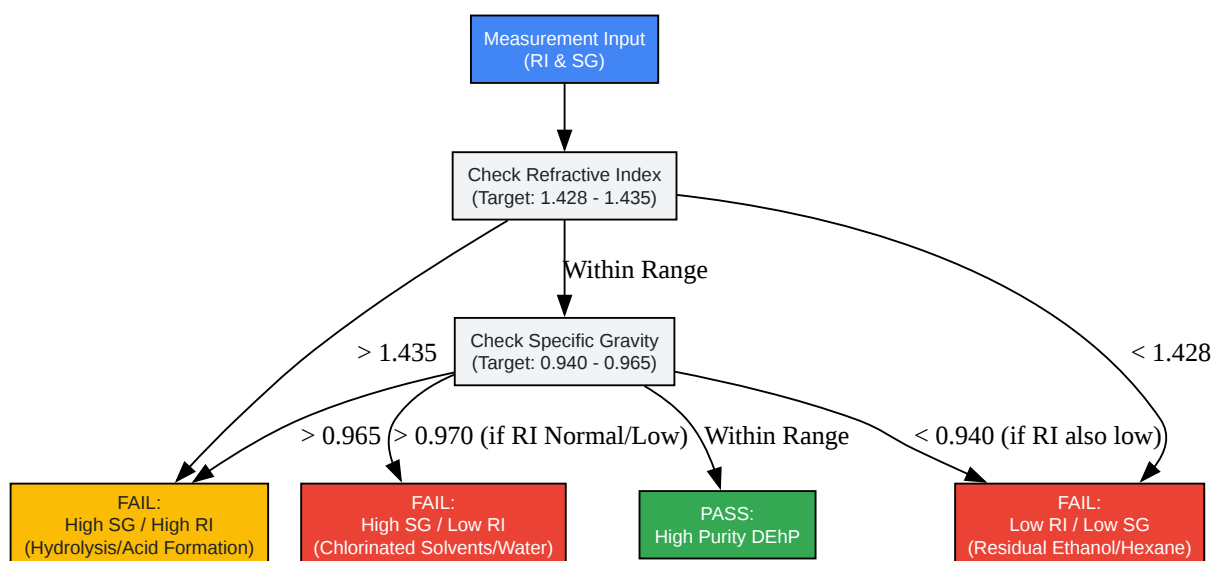 Measurement Input
(RI & SG)
Check Refractive Index
(Target: 1.428 - 1.435)
Within Range
Check Specific Gravity
(Target: 0.940 - 0.965)
> 1.435
< 1.428
> 0.965
> 0.970 (if RI Normal/Low)
Within Range
< 0.940 (if RI also low)
FAIL:
High SG / High RI
(Hydrolysis/Acid Formation)
FAIL:
High SG / Low RI
(Chlorinated Solvents/Water)
PASS:
High Purity DEhP
FAIL:
Low RI / Low SG
(Residual Ethanol/Hexane)